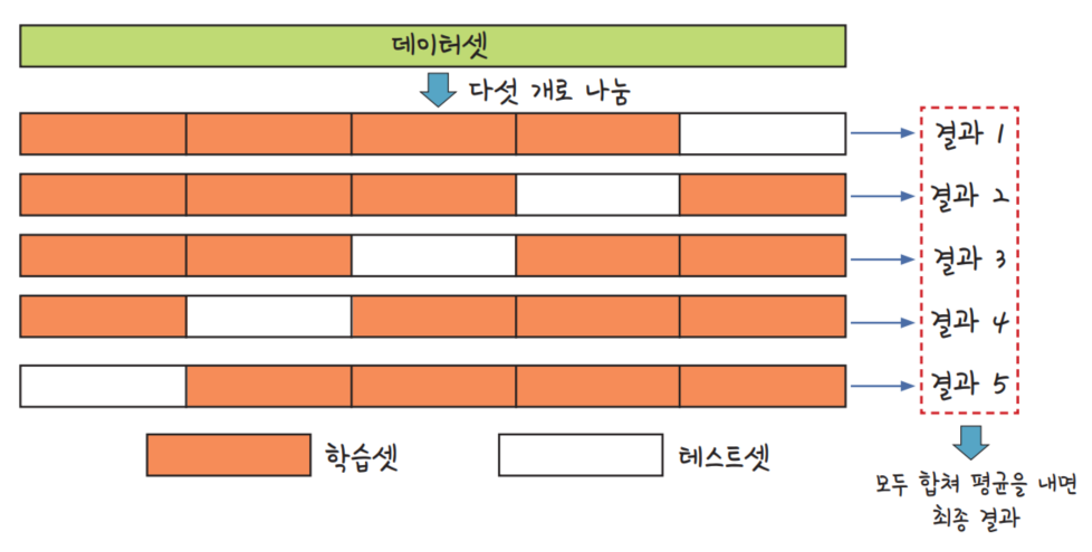 데이터셋
다섯 개로 나눔
결과 1
결과 2
결과 3
결과 4
결과 5
학습셋
테스트셋
모두 합쳐 평균을 내면
최종 결과